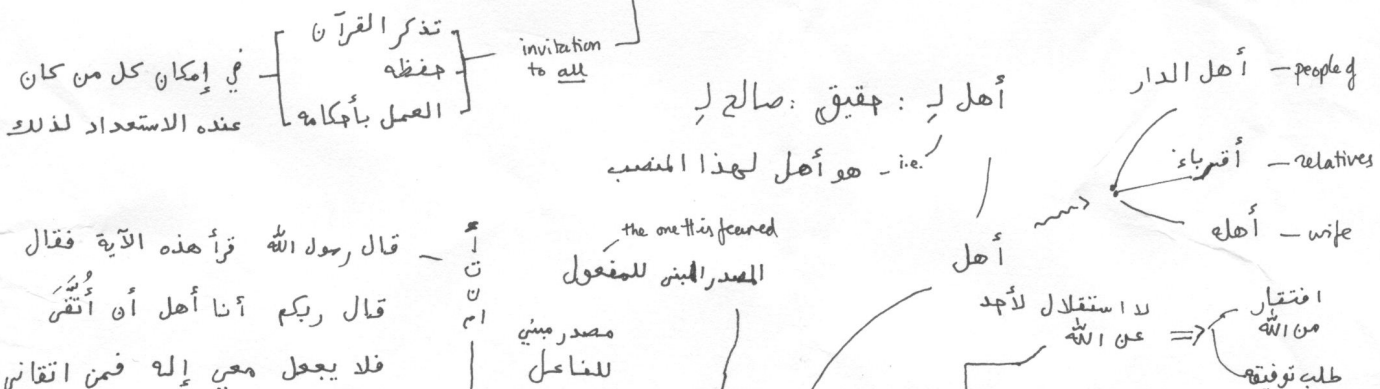 تذكر القرآن
حفظه
العمل بأحكامه
invitation
to all
في إمكان كل من كان
عنده الاستعداد لذلك
أهل لِ : حقيق : صالح لِ
i.e. - هو أهل لهذا المنصب
أهل الدار – people of
أقرباء – relatives
أهله – wife
أهل
the one tt is feared
المصدر المبني للمفعول
مصدر مبني
للفاعل
لا استقلال لأحد
عن الله
افتقار
من الله
طلب توفيقه
قال رسول الله قرأ هذه الآية فقال
قال ربكم أنا أهل أن أُتَّقَى
فلا يجعل معي إله فمن اتقاني